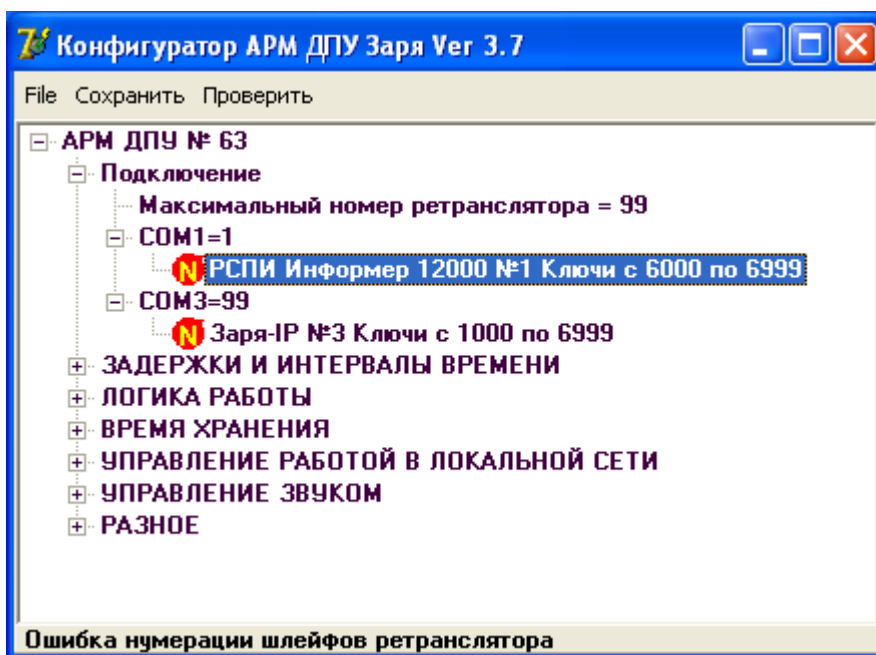 Конфигуратор АРМ ДПУ Заря Ver 3.7
File Сохранить Проверить
АРМ ДПУ № 63
Подключение
Максимальный номер ретранслятора = 99
COM1=1
N РСПИ Информер 12000 №1 Ключи с 6000 по 6999
COM3=99
N Заря-IP №3 Ключи с 1000 по 6999
ЗАДЕРЖКИ И ИНТЕРВАЛЫ ВРЕМЕНИ
ЛОГИКА РАБОТЫ
ВРЕМЯ ХРАНЕНИЯ
УПРАВЛЕНИЕ РАБОТОЙ В ЛОКАЛЬНОЙ СЕТИ
УПРАВЛЕНИЕ ЗВУКОМ
РАЗНОЕ
Ошибка нумерации шлейфов ретранслятора